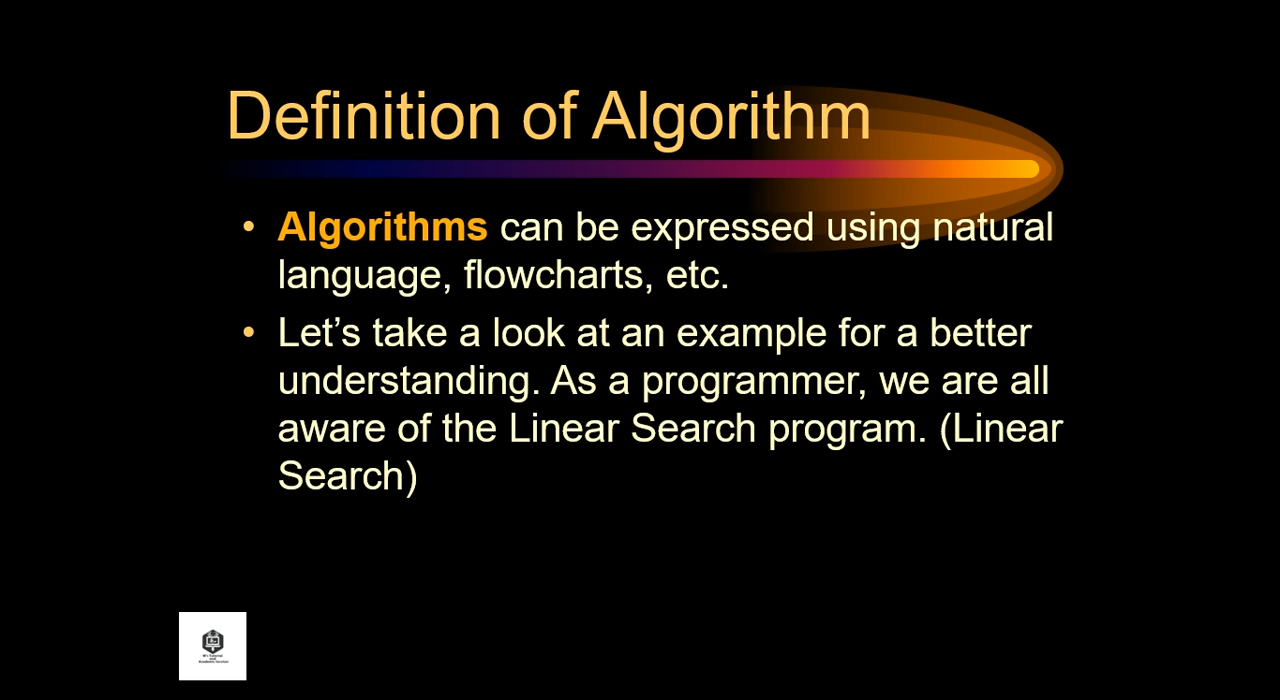 Definition of Algorithm
• Algorithms can be expressed using natural
language, flowcharts, etc.
• Let’s take a look at an example for a better
understanding. As a programmer, we are all
aware of the Linear Search program. (Linear
Search)